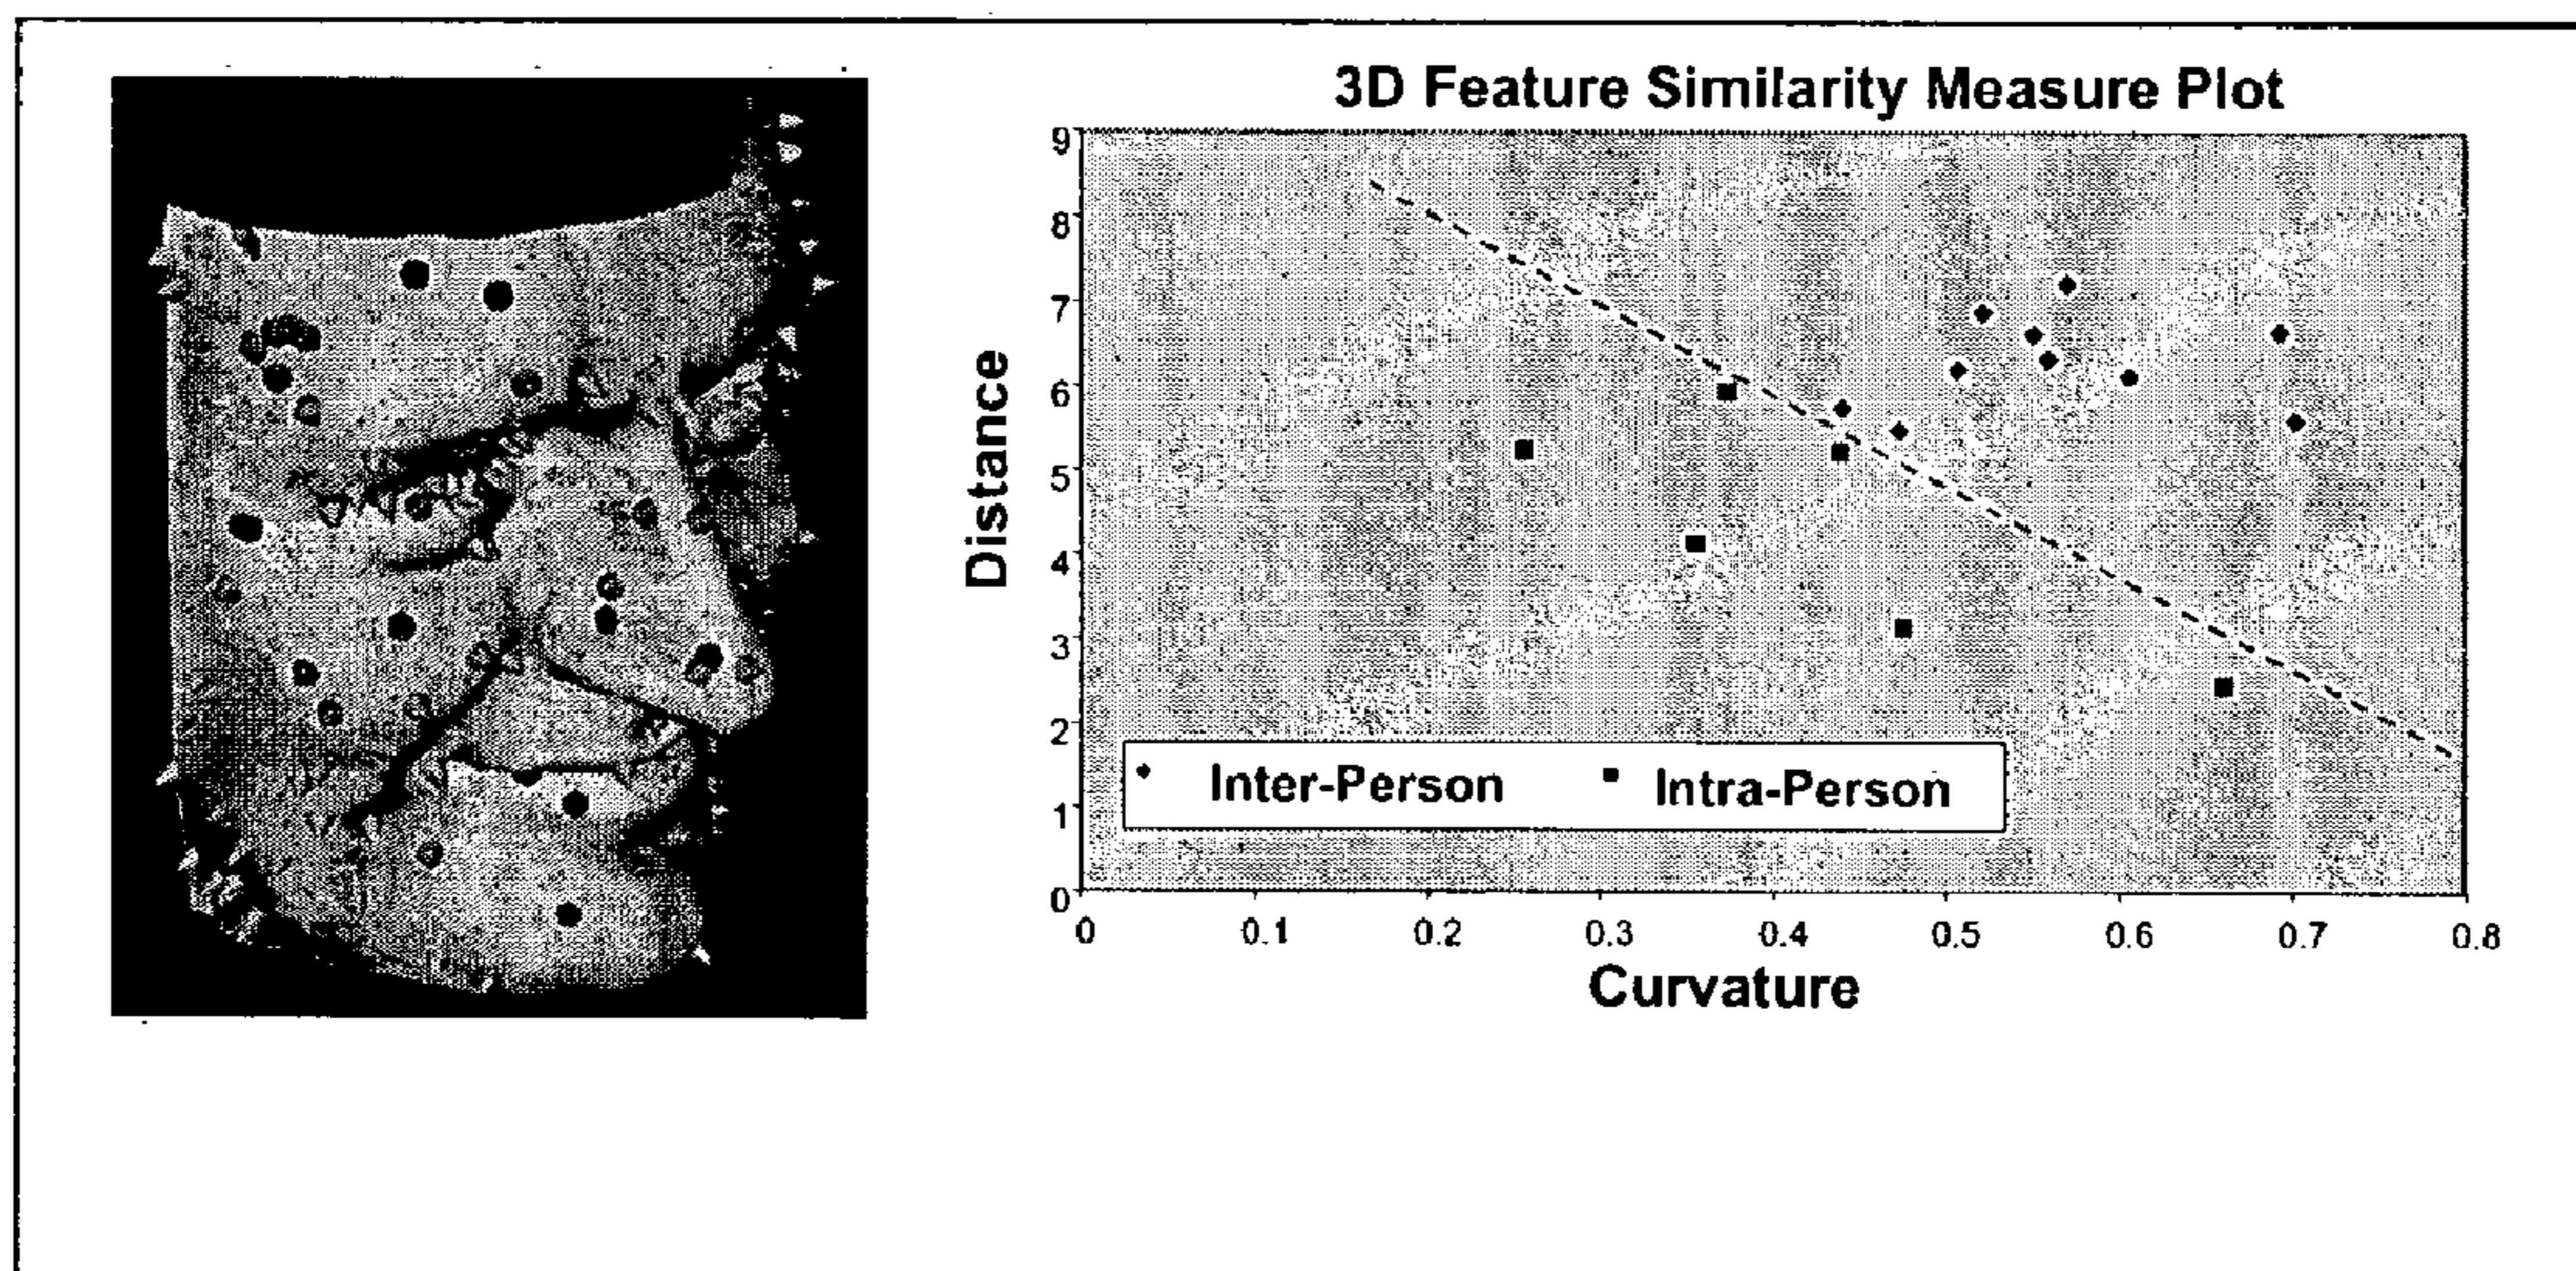 3D Feature Similarity Measure Plot
9
8
7
6
5
4
3
2
1
0
Distance
Inter-Person Intra-Person
0 0.1 0.2 0.3 0.4 0.5 0.6 0.7 0.8
Curvature